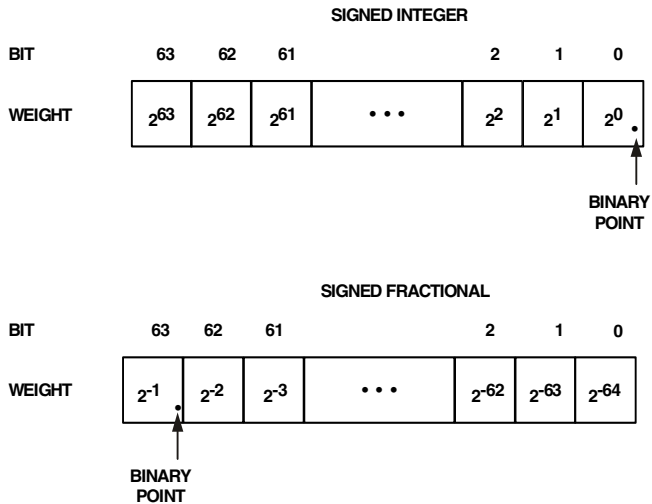 SIGNED INTEGER
BIT 63 62 61 2 1 0
WEIGHT 2^63 2^62 2^61 • • • 2^2 2^1 2^0 .
BINARY
POINT
SIGNED FRACTIONAL
BIT 63 62 61 2 1 0
WEIGHT 2^-1 . 2^-2 2^-3 • • • 2^-62 2^-63 2^-64
BINARY
POINT